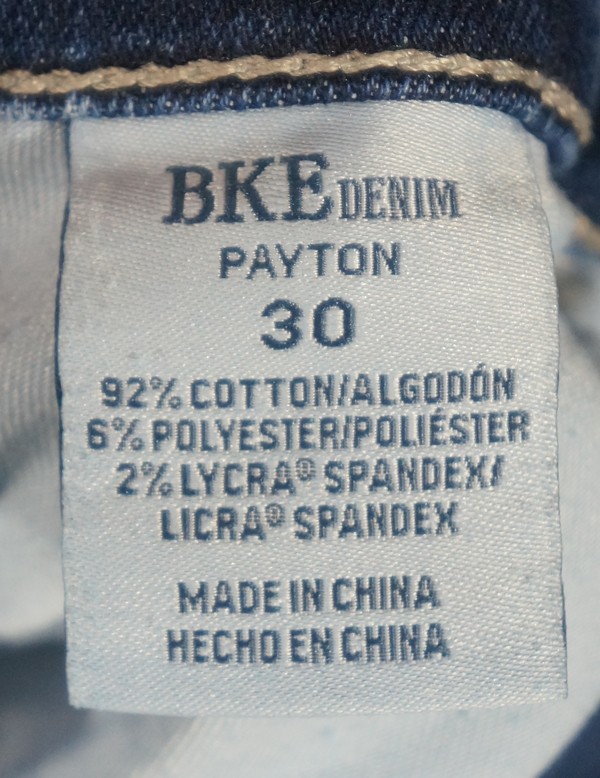 BKE DENIM
PAYTON
30
92% COTTON/ALGODÓN
6% POLYESTER/POLIÉSTER
2% LYCRA® SPANDEX/
LICRA® SPANDEX
MADE IN CHINA
HECHO EN CHINA